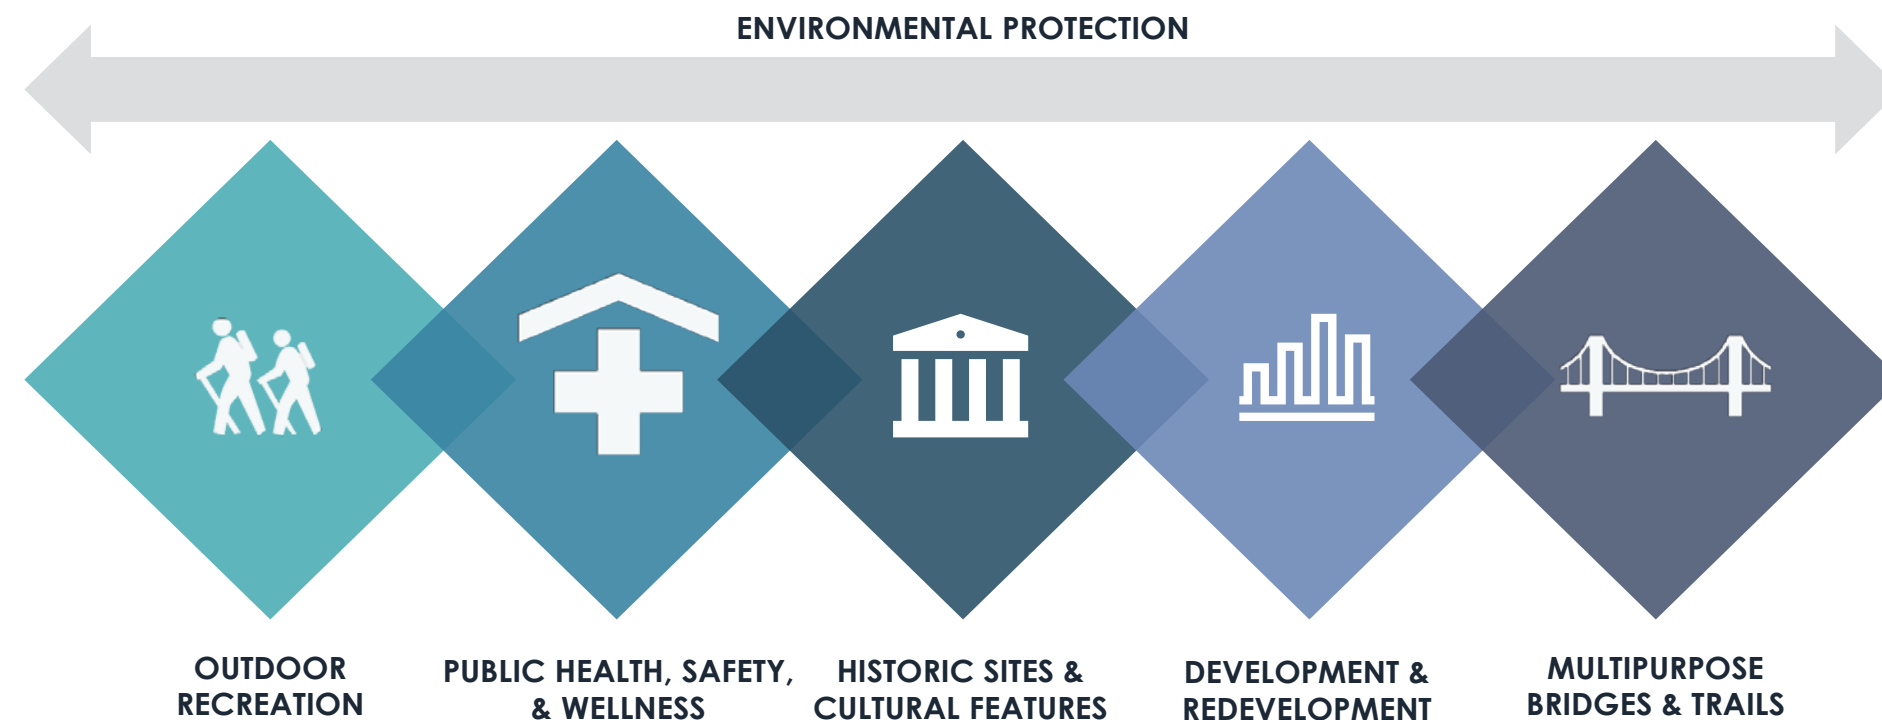 ENVIRONMENTAL PROTECTION
OUTDOOR
RECREATION
PUBLIC HEALTH, SAFETY,
& WELLNESS
HISTORIC SITES &
CULTURAL FEATURES
DEVELOPMENT &
REDEVELOPMENT
MULTIPURPOSE
BRIDGES & TRAILS